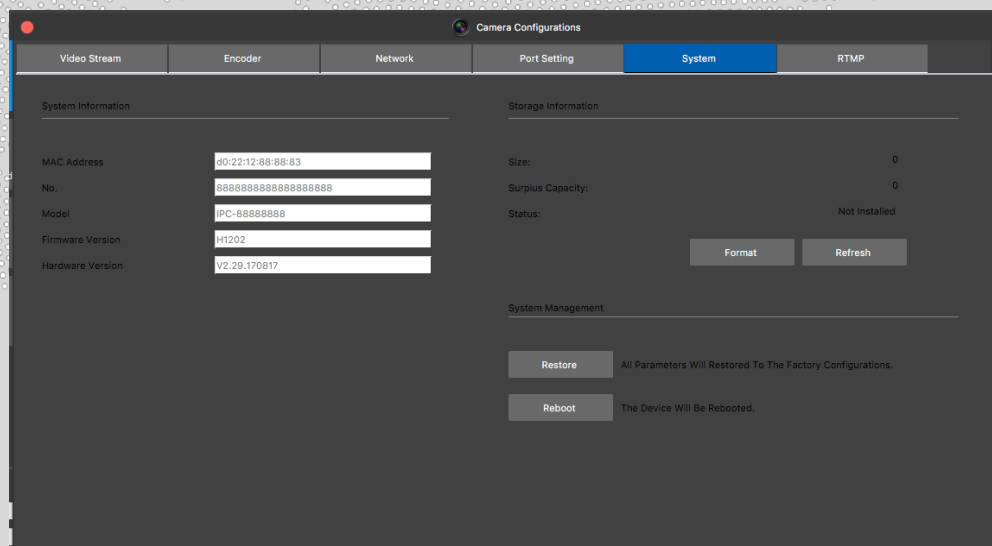 Camera Configurations
Video Stream
Encoder
Network
Port Setting
System
RTMP
System Information
MAC Address d0:22:12:88:88:83
No. 8888888888888888888
Model IPC-88888888
Firmware Version H1202
Hardware Version V2.29.170817
Storage Information
Size: 0
Surplus Capacity: 0
Status: Not Installed
Format
Refresh
System Management
Restore All Parameters Will Restored To The Factory Configurations.
Reboot The Device Will Be Rebooted.